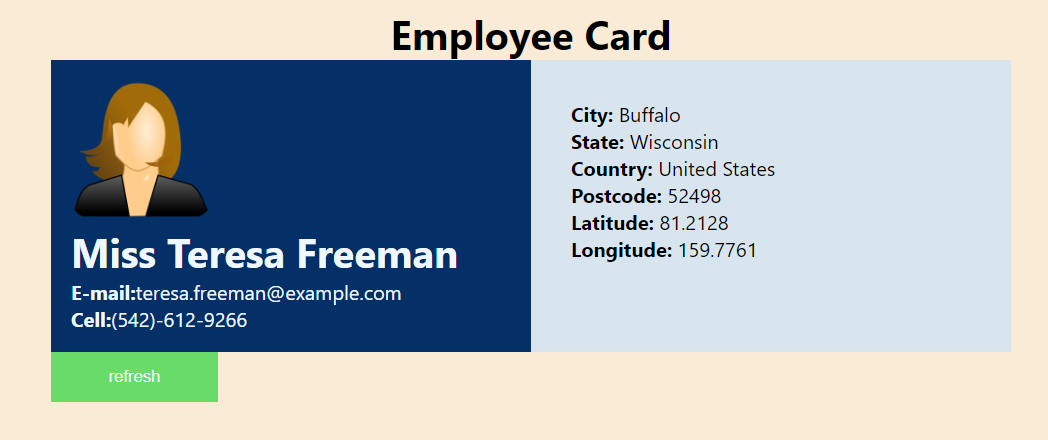 Employee Card
Miss Teresa Freeman
E-mail:teresa.freeman@example.com
Cell:(542)-612-9266
City: Buffalo
State: Wisconsin
Country: United States
Postcode: 52498
Latitude: 81.2128
Longitude: 159.7761
refresh